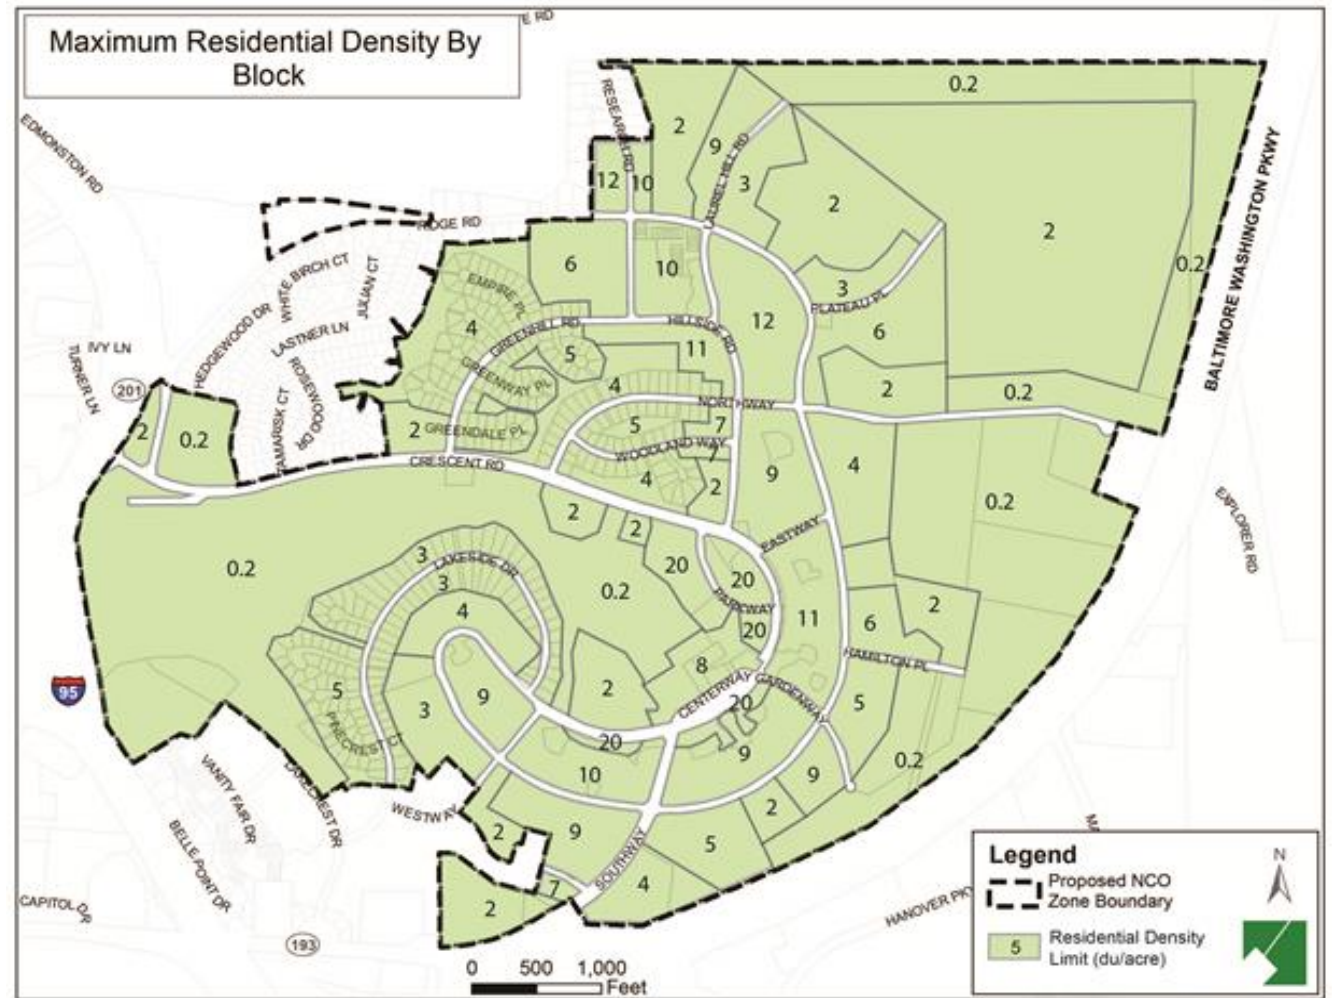 Maximum Residential Density By
Block
E RD
EDMONSTON RD
RESEARCH RD
0.2
2
9
LAUREL HILL RD
3
12
10
2
2
0.2
BALTIMORE WASHINGTON PKWY
RIDGE RD
WHITE BIRCH CT
JULIAN CT
6
10
EMPIRE PL
3
PLATEAU PL
12
6
HEDGEWOOD DR
LASTNER LN
4
GREENHILL RD
HILLSIDE RD
11
5
IVY LN
TURNER LN
201
ROSEWOOD DR
GREENWAY PL
4
NORTHWAY
2
0.2
TAMARISK CT
2
0.2
2
GREENDALE PL
5
7
WOODLAND WAY
7
CRESCENT RD
4
2
9
4
0.2
EXPLORER RD
2
2
EASTWAY
0.2
3
LAKESIDE DR
3
4
0.2
20
20
PARKWAY
20
11
6
2
HAMILTON PL
95
5
PINECREST CT
3
9
2
8
CENTERWAY
GARDENWAY
20
5
20
9
0.2
VANITY FAIR DR
LAKECREST DR
BELLE POINT DR
WESTWAY
10
9
2
2
9
5
SOUTHWAY
4
7
2
CAPITOL DR
193
HANOVER PK
Legend
Proposed NCO
Zone Boundary
5
Residential Density
Limit (du/acre)
N
0 500 1,000
Feet